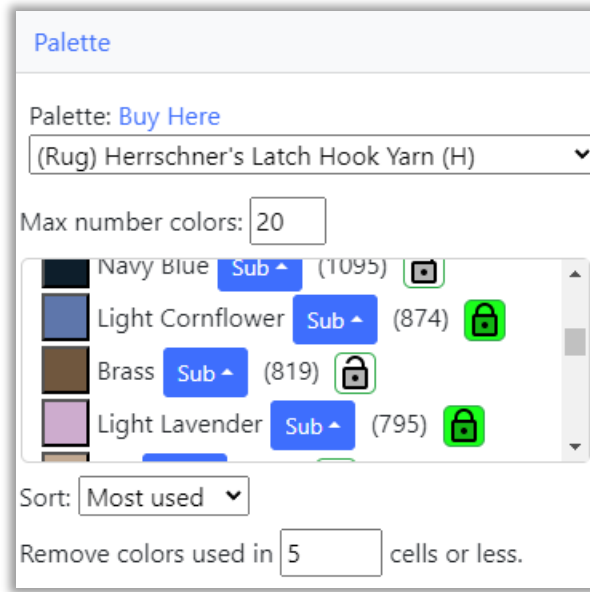 Palette
Palette: Buy Here
(Rug) Herrschner's Latch Hook Yarn (H)
Max number colors: 20
Navy Blue Sub (1095)
Light Cornflower Sub (874)
Brass Sub (819)
Light Lavender Sub (795)
Sort: Most used
Remove colors used in 5 cells or less.